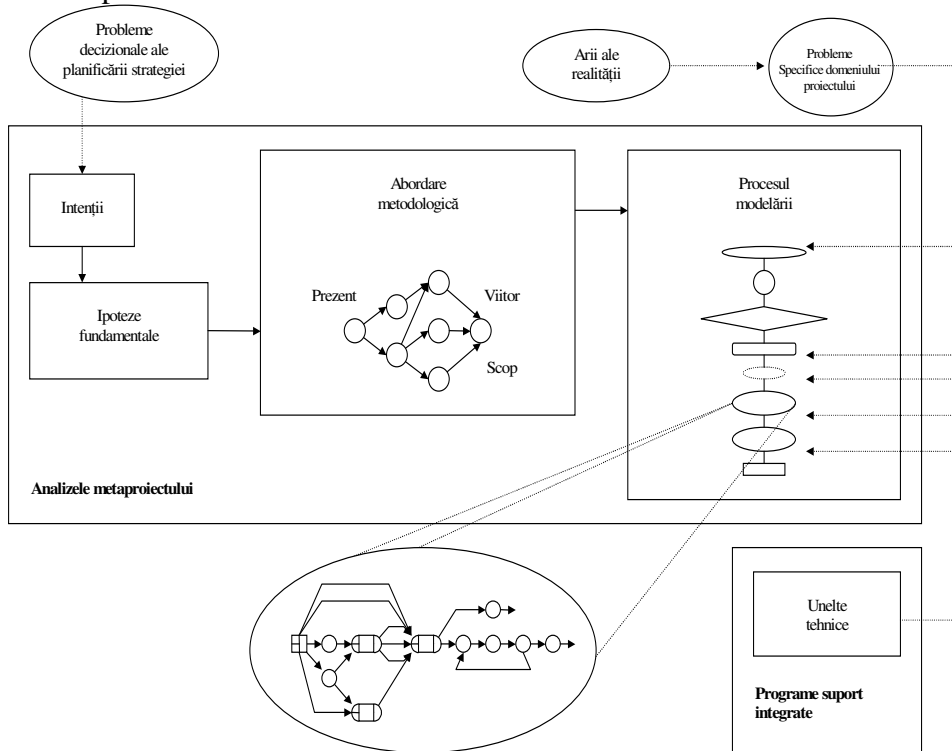 Probleme
decizionale ale
planificării strategiei
Arii ale
realității
Probleme
Specifice domeniului
proiectului
Intenții
Ipoteze
fundamentale
Abordare
metodologică
Prezent
Viitor
Scop
Procesul
modelării
Analizele metaproiectului
Unelte
tehnice
Programe suport
integrate